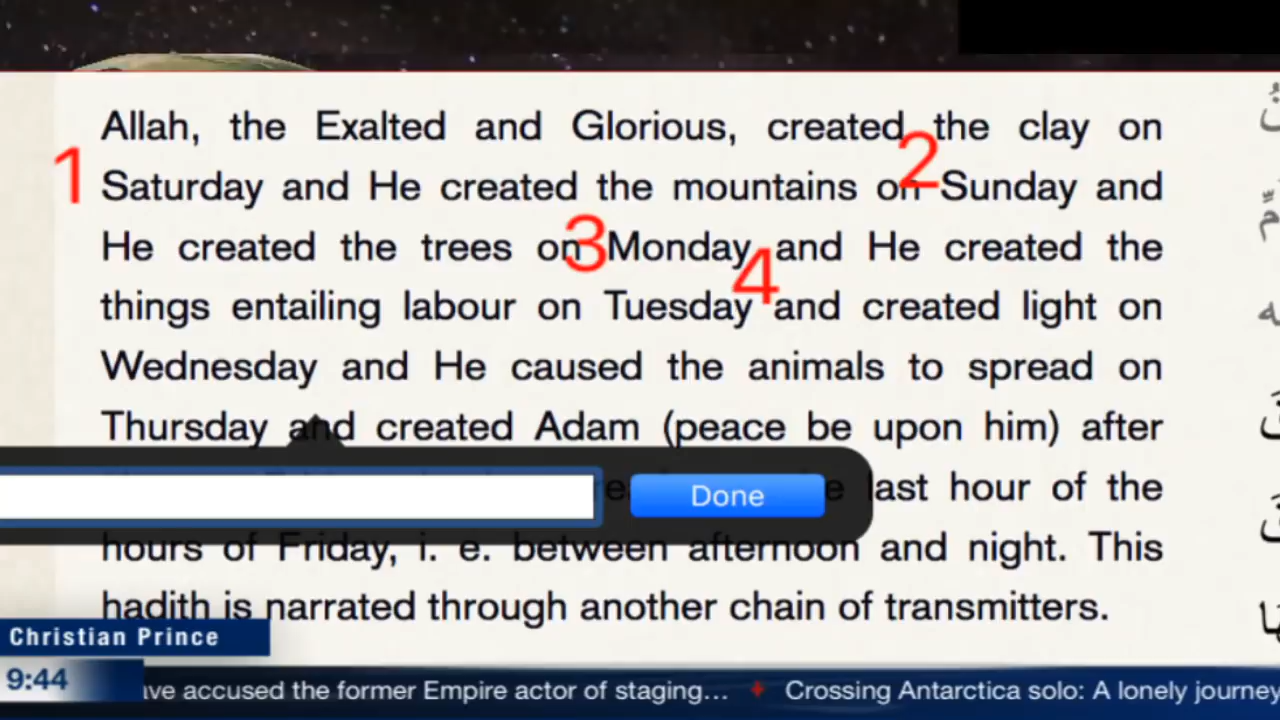 Allah, the Exalted and Glorious, created the clay on
1 Saturday and He created the mountains on 2 Sunday and
He created the trees on 3 Monday and He created the
things entailing labour on Tuesday 4 and created light on
Wednesday and He caused the animals to spread on
Thursday and created Adam (peace be upon him) after
last hour of the
Done
hours of Friday, i. e. between afternoon and night. This
hadith is narrated through another chain of transmitters.
Christian Prince
9:44
ave accused the former Empire actor of staging... Crossing Antarctica solo: A lonely journey